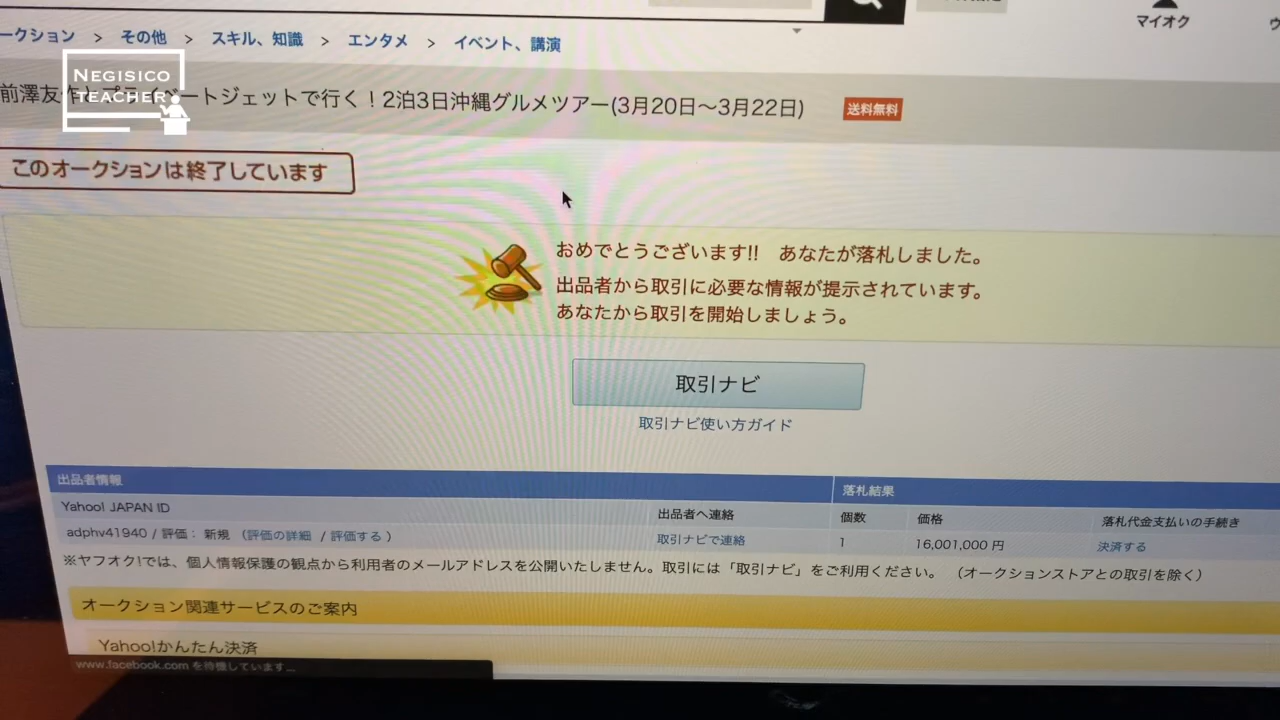 マイオク
ークション > その他 > スキル、知識 > エンタメ > イベント、講演
NEGISICO
TEACHER
前澤友作とプライベートジェットで行く！2泊3日沖縄グルメツアー(3月20日～3月22日) 送料無料
このオークションは終了しています
おめでとうございます!! あなたが落札しました。
出品者から取引に必要な情報が提示されています。
あなたから取引を開始しましょう。
取引ナビ
取引ナビ使い方ガイド
出品者情報 落札結果
Yahoo! JAPAN ID 出品者へ連絡 個数 価格 落札代金支払いの手続き
adphv41940 / 評価： 新規 （評価の詳細 / 評価する ） 取引ナビで連絡 1 16,001,000 円 決済する
※ヤフオク!では、個人情報保護の観点から利用者のメールアドレスを公開いたしません。取引には「取引ナビ」をご利用ください。 （オークションストアとの取引を除く）
オークション関連サービスのご案内
Yahoo!かんたん決済
www.facebook.com を待機しています...